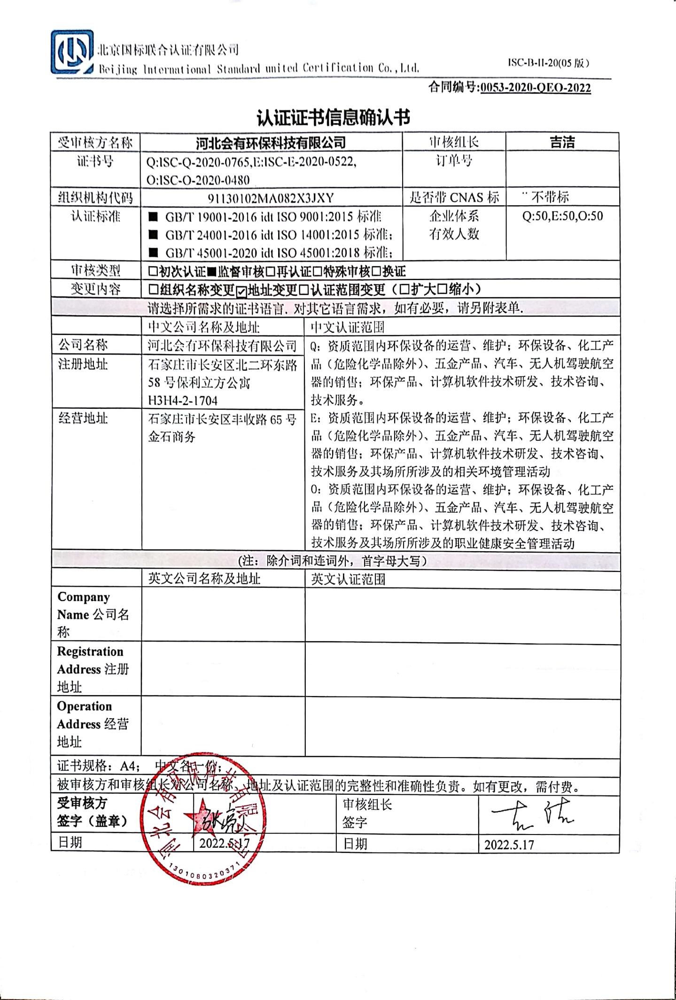 北京国标联合认证有限公司
Beijing International Standard united Certification Co.,Ltd.
ISC-B-II-20(05版)
合同编号:0053-2020-QEO-2022
认证证书信息确认书
受审核方名称 河北会有环保科技有限公司 审核组长 吉洁
证书号 Q:ISC-Q-2020-0765,E:ISC-E-2020-0522, 订单号
O:ISC-O-2020-0480
组织机构代码 91130102MA082X3JXY 是否带 CNAS 标 ¨ 不带标
认证标准 ■ GB/T 19001-2016 idt ISO 9001:2015 标准 企业体系 Q:50,E:50,O:50
■ GB/T 24001-2016 idt ISO 14001:2015 标准; 有效人数
■ GB/T 45001-2020 idt ISO 45001:2018 标准;
审核类型 □初次认证■监督审核□再认证□特殊审核□换证
变更内容 □组织名称变更☑地址变更□认证范围变更（□扩大□缩小）
请选择所需求的证书语言. 对其它语言需求，如有必要，请另附表单.
中文公司名称及地址 中文认证范围
公司名称 河北会有环保科技有限公司
注册地址 石家庄市长安区北二环东路
58 号保利立方公寓
H3H4-2-1704
经营地址 石家庄市长安区丰收路 65 号
金石商务
Q：资质范围内环保设备的运营、维护；环保设备、化工产
品（危险化学品除外）、五金产品、汽车、无人机驾驶航空
器的销售；环保产品、计算机软件技术研发、技术咨询、
技术服务。
E：资质范围内环保设备的运营、维护；环保设备、化工产
品（危险化学品除外）、五金产品、汽车、无人机驾驶航空
器的销售；环保产品、计算机软件技术研发、技术咨询、
技术服务及其场所所涉及的相关环境管理活动
O：资质范围内环保设备的运营、维护；环保设备、化工产
品（危险化学品除外）、五金产品、汽车、无人机驾驶航空
器的销售；环保产品、计算机软件技术研发、技术咨询、
技术服务及其场所所涉及的职业健康安全管理活动
(注：除介词和连词外，首字母大写）
英文公司名称及地址 英文认证范围
Company
Name 公司名
称
Registration
Address 注册
地址
Operation
Address 经营
地址
证书规格：A4； 中文各一份；
被审核方和审核组长对公司名称、地址及认证范围的完整性和准确性负责。如有更改，需付费。
受审核方 审核组长
签字（盖章） 张亮 签字 吉洁
日期 2022.5.17 日期 2022.5.17
河北会有环保科技有限公司
1301080320371